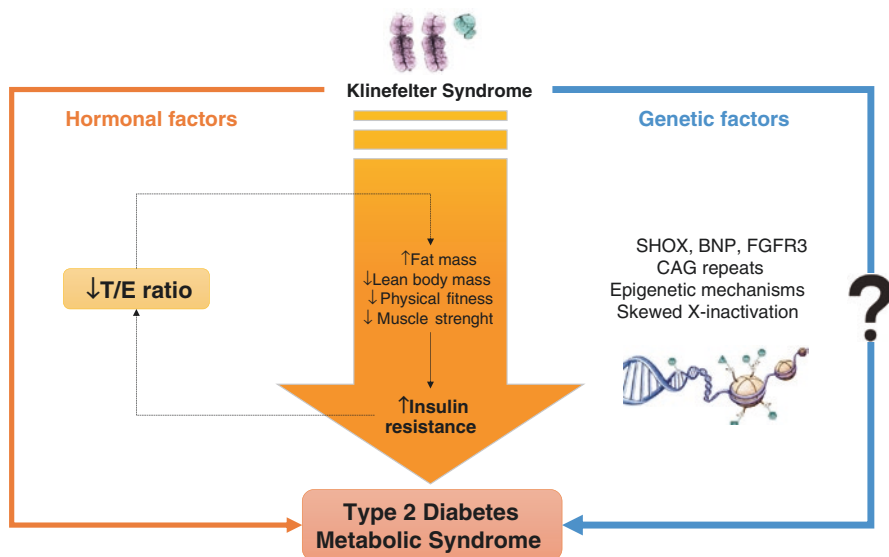 Klinefelter Syndrome
Hormonal factors
Genetic factors
↑Fat mass
↓Lean body mass
↓ Physical fitness
↓ Muscle strenght
↓T/E ratio
↑Insulin
resistance
SHOX, BNP, FGFR3
CAG repeats
Epigenetic mechanisms
Skewed X-inactivation
?
Type 2 Diabetes
Metabolic Syndrome